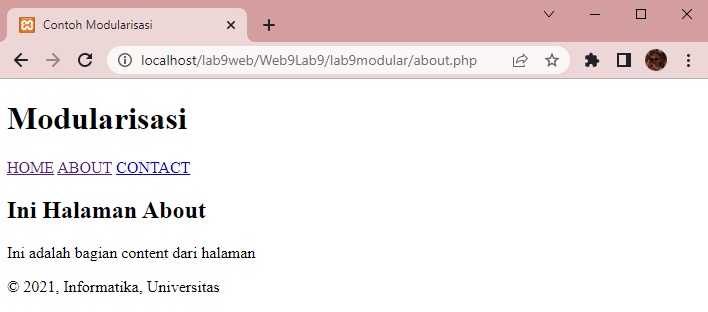 Contoh Modularisasi
localhost/lab9web/Web9Lab9/lab9modular/about.php
Modularisasi
HOME ABOUT CONTACT
Ini Halaman About
Ini adalah bagian content dari halaman
© 2021, Informatika, Universitas